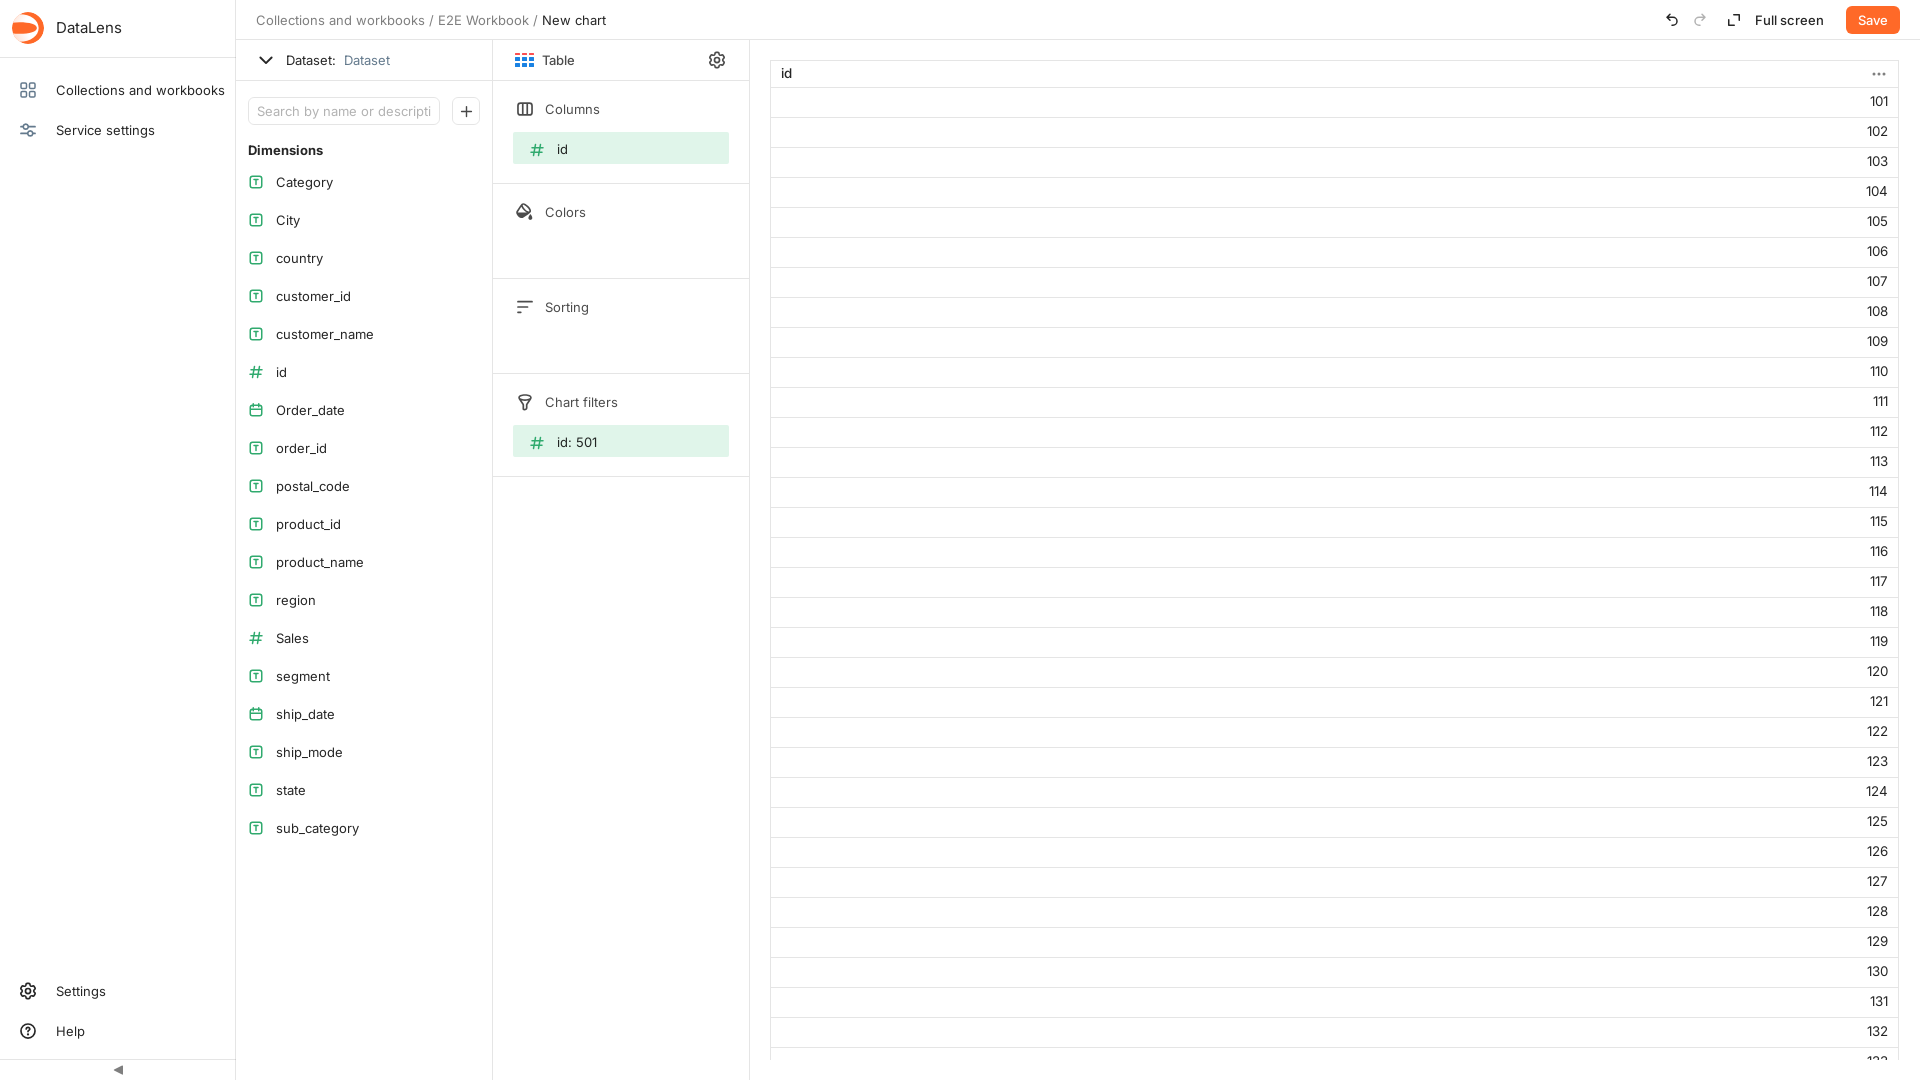 DataLens
Collections and workbooks
Service settings
Settings
Help
Collections and workbooks / E2E Workbook / New chart
Full screen
Save
Dataset: Dataset
Search by name or descripti
Dimensions
Category
City
country
customer_id
customer_name
id
Order_date
order_id
postal_code
product_id
product_name
region
Sales
segment
ship_date
ship_mode
state
sub_category
Table
Columns
id
Colors
Sorting
Chart filters
id: 501
id
101
102
103
104
105
106
107
108
109
110
111
112
113
114
115
116
117
118
119
120
121
122
123
124
125
126
127
128
129
130
131
132